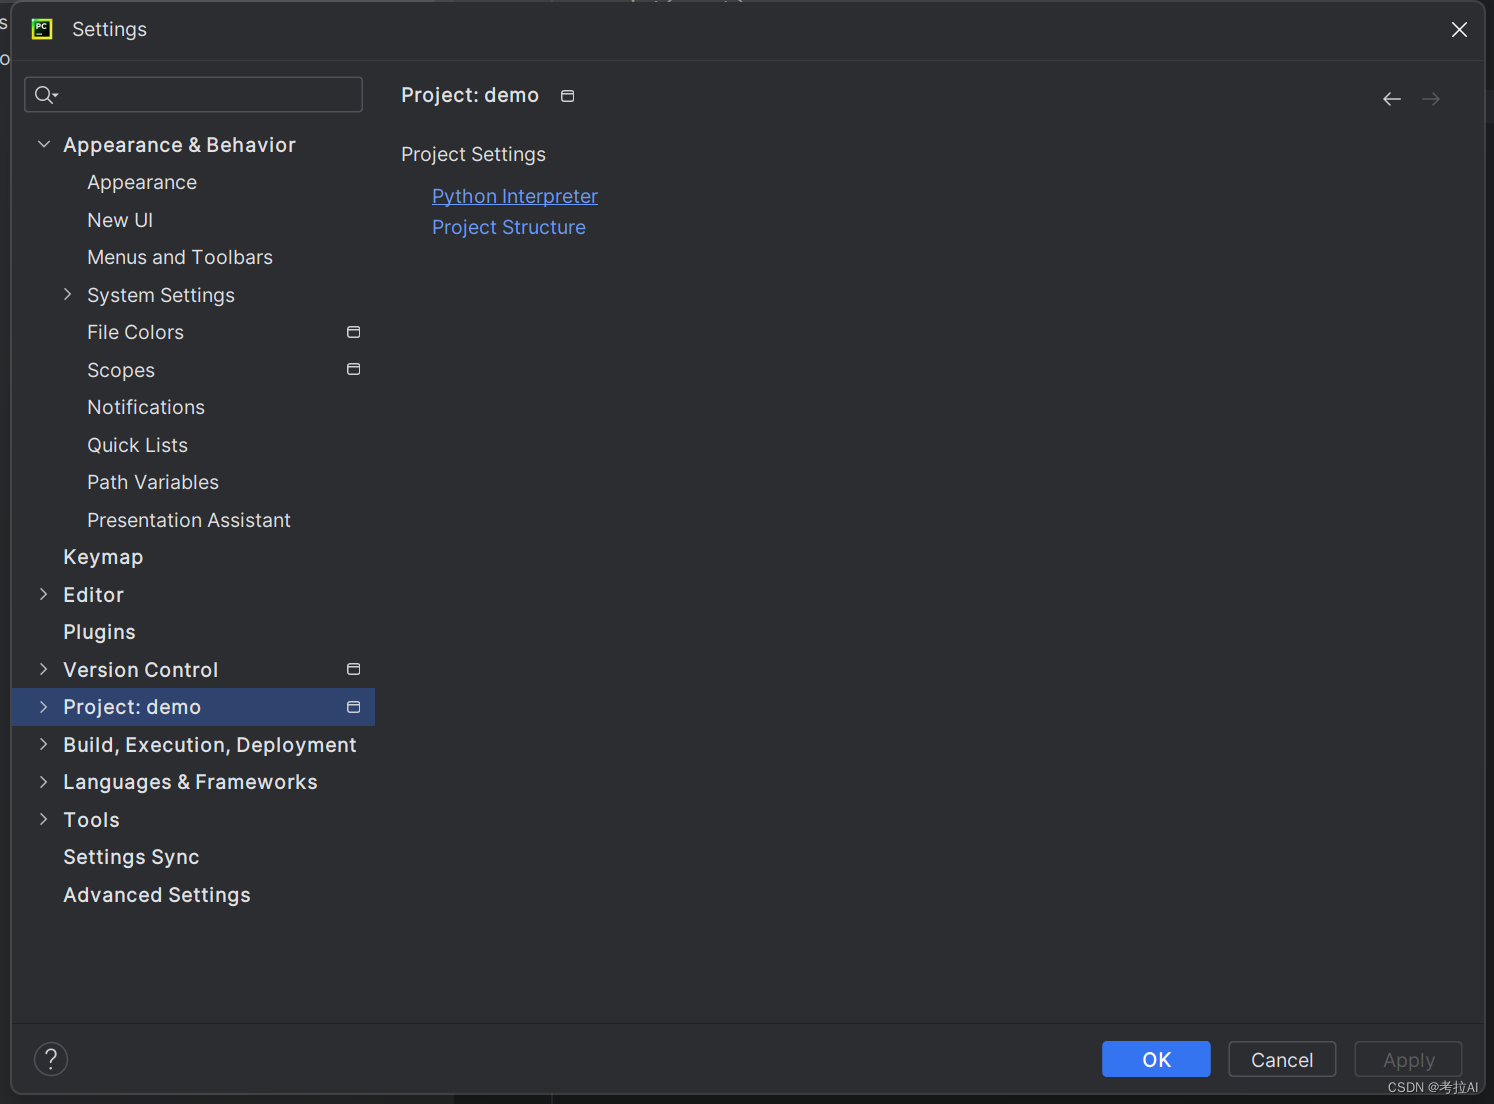 PC
Settings
Project: demo
Appearance & Behavior
Project Settings
Appearance
Python Interpreter
New UI
Project Structure
Menus and Toolbars
System Settings
File Colors
Scopes
Notifications
Quick Lists
Path Variables
Presentation Assistant
Keymap
Editor
Plugins
Version Control
Project: demo
Build, Execution, Deployment
Languages & Frameworks
Tools
Settings Sync
Advanced Settings
?
OK
Cancel
Apply
CSDN @考拉AI